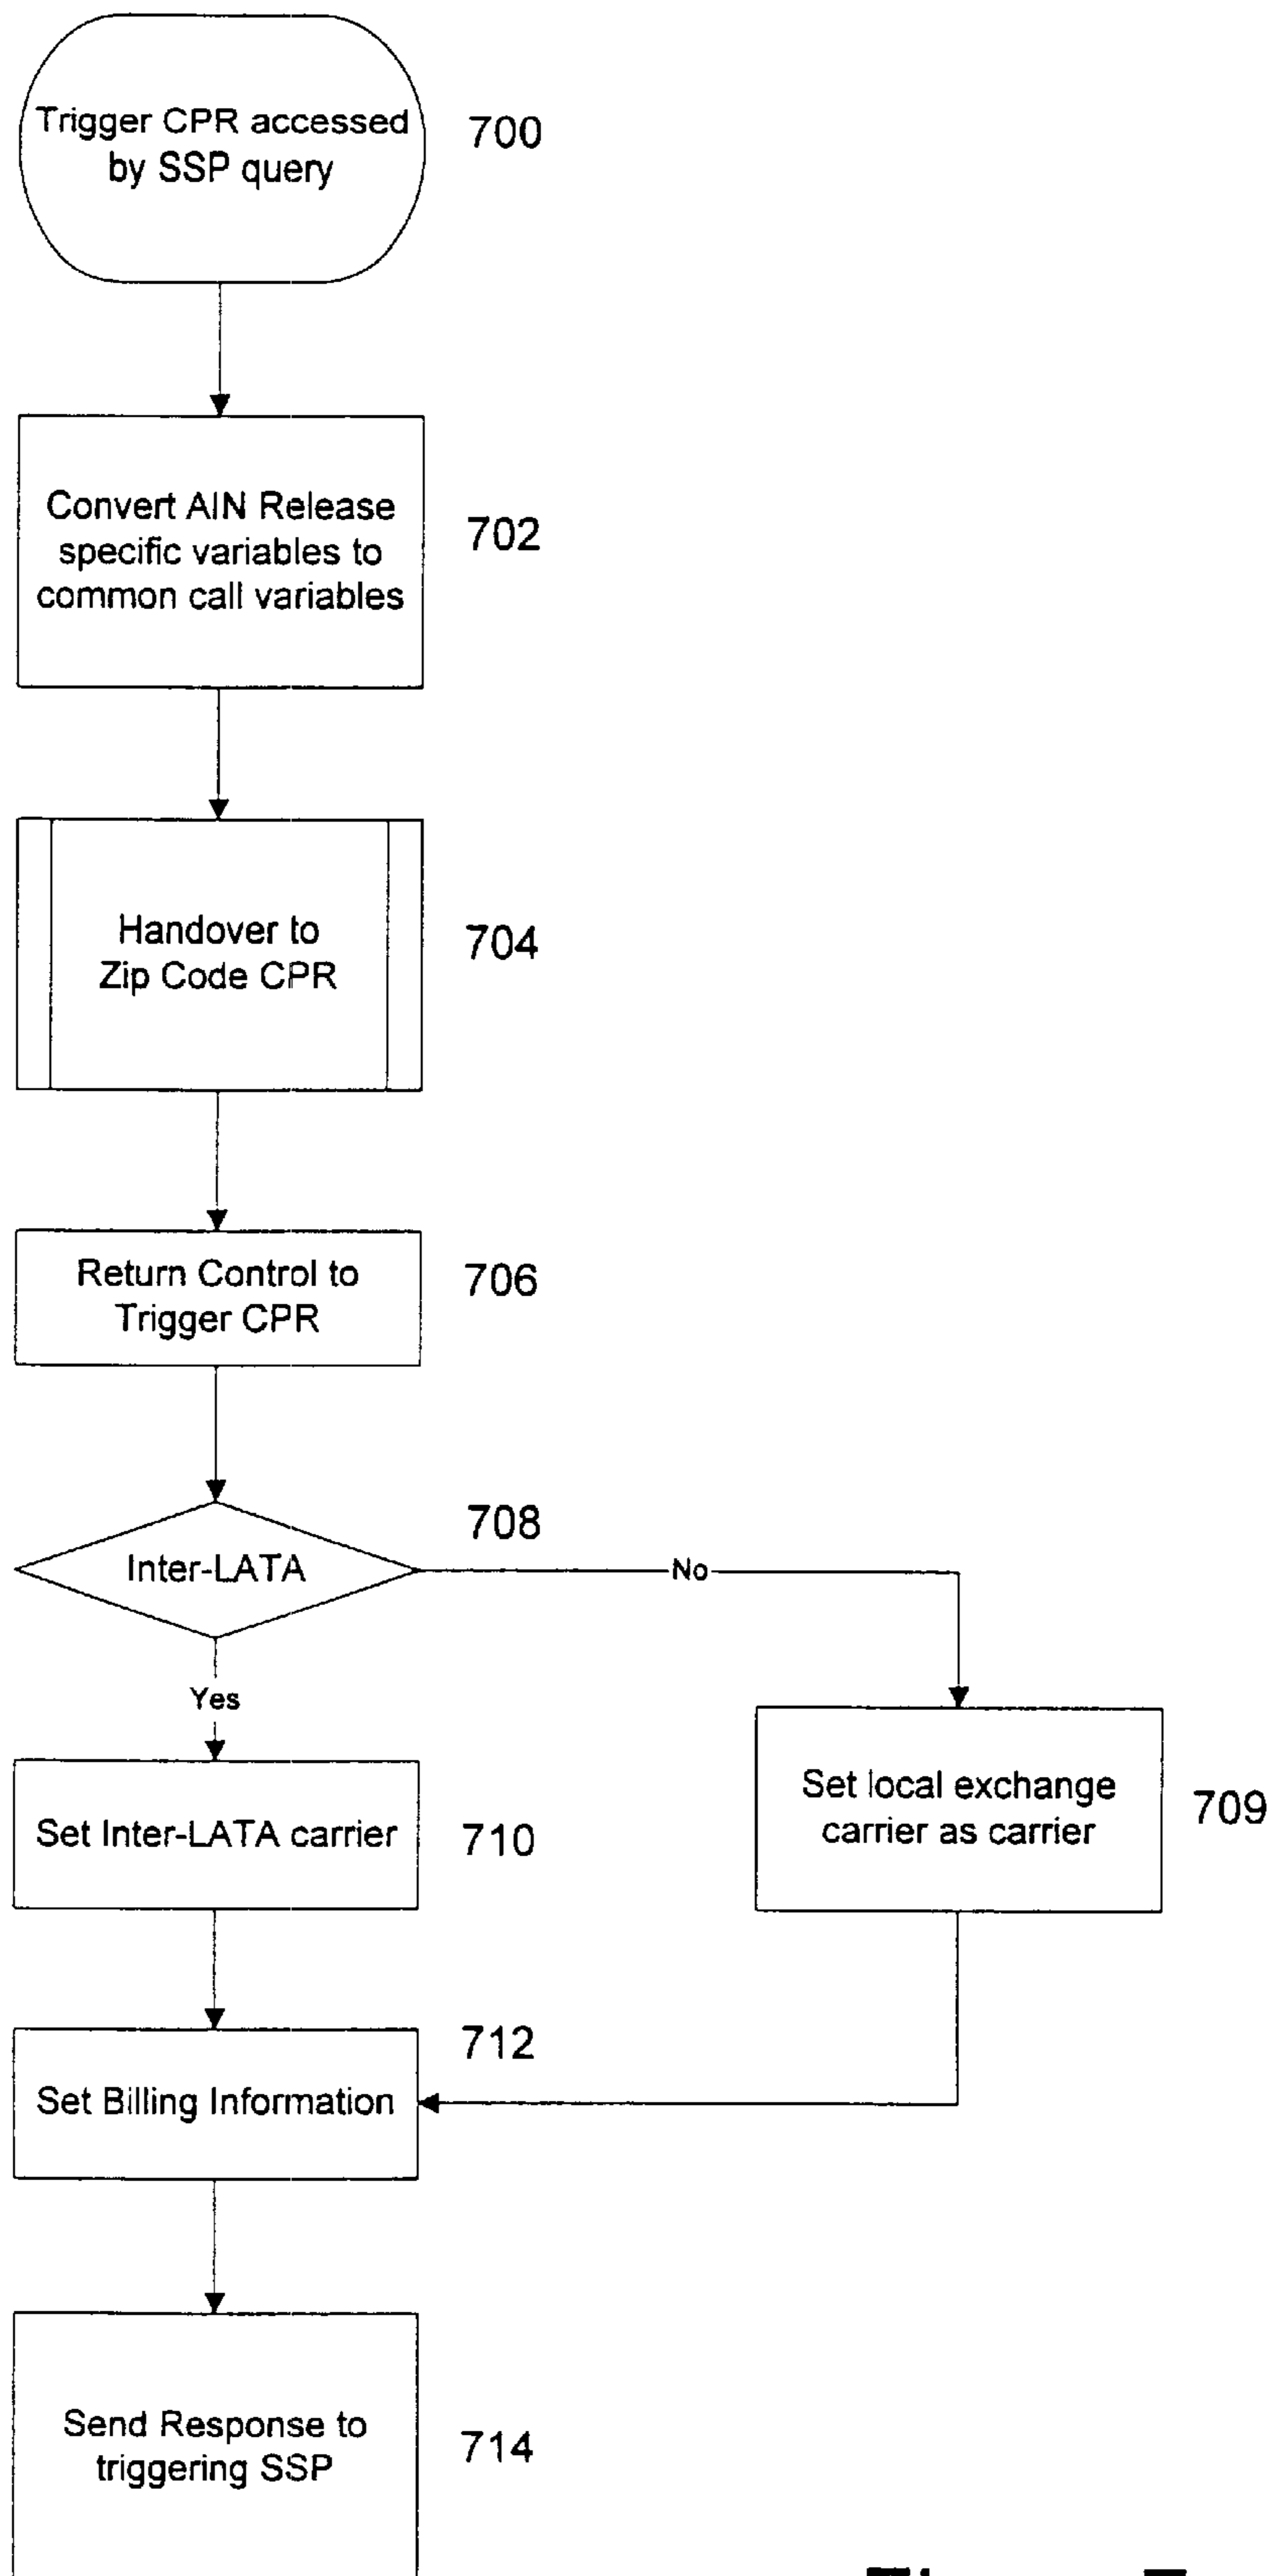 Trigger CPR accessed
by SSP query
700
Convert AIN Release
specific variables to
common call variables
702
Handover to
Zip Code CPR
704
Return Control to
Trigger CPR
706
Inter-LATA
708
No
Yes
Set Inter-LATA carrier
710
Set local exchange
carrier as carrier
709
Set Billing Information
712
Send Response to
triggering SSP
714